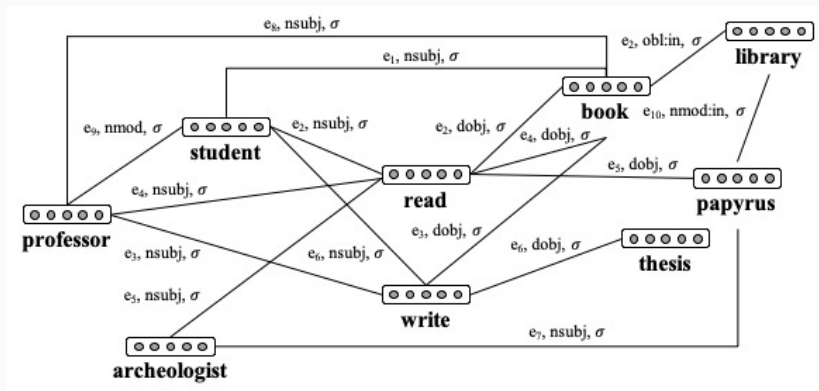 e8, nsubj, σ
library
e2, obl:in, σ
e1, nsubj, σ
book
e10, nmod:in, σ
e9, nmod, σ
student
e2, nsubj, σ
e2, dobj, σ
e4, dobj, σ
e5, dobj, σ
read
papyrus
e4, nsubj, σ
professor
e3, nsubj, σ
e6, nsubj, σ
e3, dobj, σ
e6, dobj, σ
thesis
e5, nsubj, σ
write
e7, nsubj, σ
archeologist